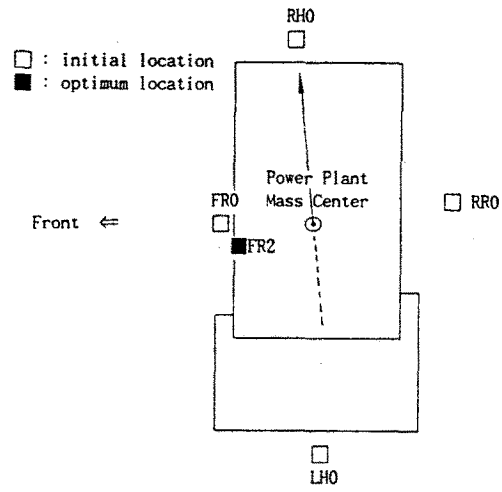 RHO
□ : initial location
■ : optimum location
Power Plant
Mass Center
FRO
RRO
Front ⇐
FR2
LHO